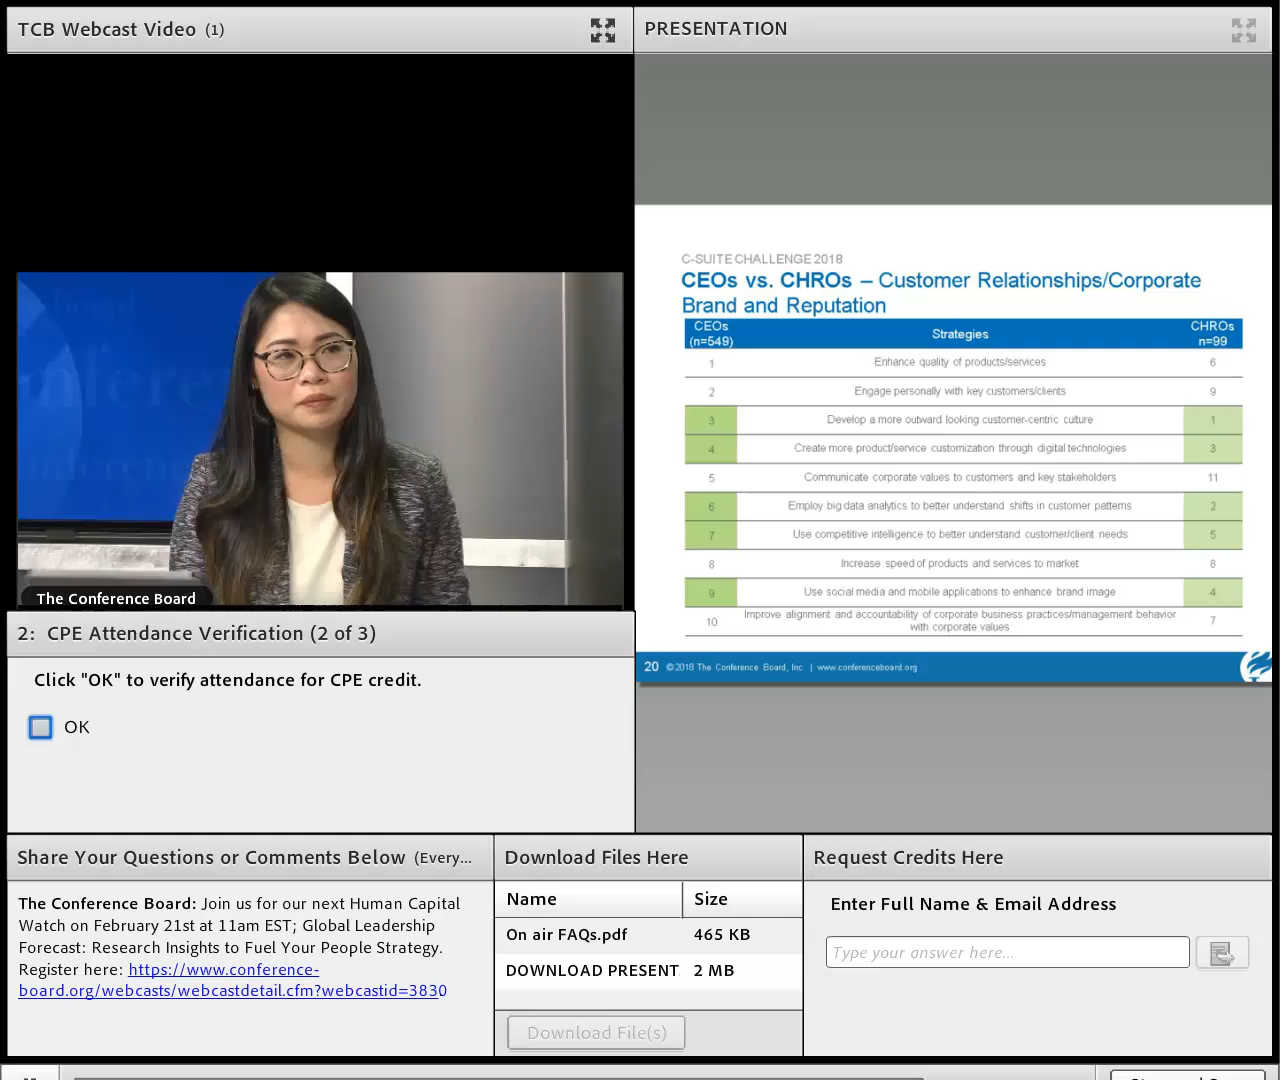 TCB Webcast Video (1)
PRESENTATION
The Conference Board
C-SUITE CHALLENGE 2018
CEOs vs. CHROs – Customer Relationships/Corporate
Brand and Reputation
CEOs (n=549) Strategies CHROs n=99
1 Enhance quality of products/services 6
2 Engage personally with key customers/clients 9
3 Develop a more outward looking customer-centric culture 1
4 Create more product/service customization through digital technologies 3
5 Communicate corporate values to customers and key stakeholders 11
6 Employ big data analytics to better understand shifts in customer patterns 2
7 Use competitive intelligence to better understand customer/client needs 5
8 Increase speed of products and services to market 8
9 Use social media and mobile applications to enhance brand image 4
10 Improve alignment and accountability of corporate business practices/management behavior
with corporate values 7
20 ©2018 The Conference Board, Inc. | www.conferenceboard.org
2: CPE Attendance Verification (2 of 3)
Click "OK" to verify attendance for CPE credit.
OK
Share Your Questions or Comments Below (Every...
The Conference Board: Join us for our next Human Capital
Watch on February 21st at 11am EST; Global Leadership
Forecast: Research Insights to Fuel Your People Strategy.
Register here: https://www.conference-
board.org/webcasts/webcastdetail.cfm?webcastid=3830
Download Files Here
Name Size
On air FAQs.pdf 465 KB
DOWNLOAD PRESENT 2 MB
Download File(s)
Request Credits Here
Enter Full Name & Email Address
Type your answer here...